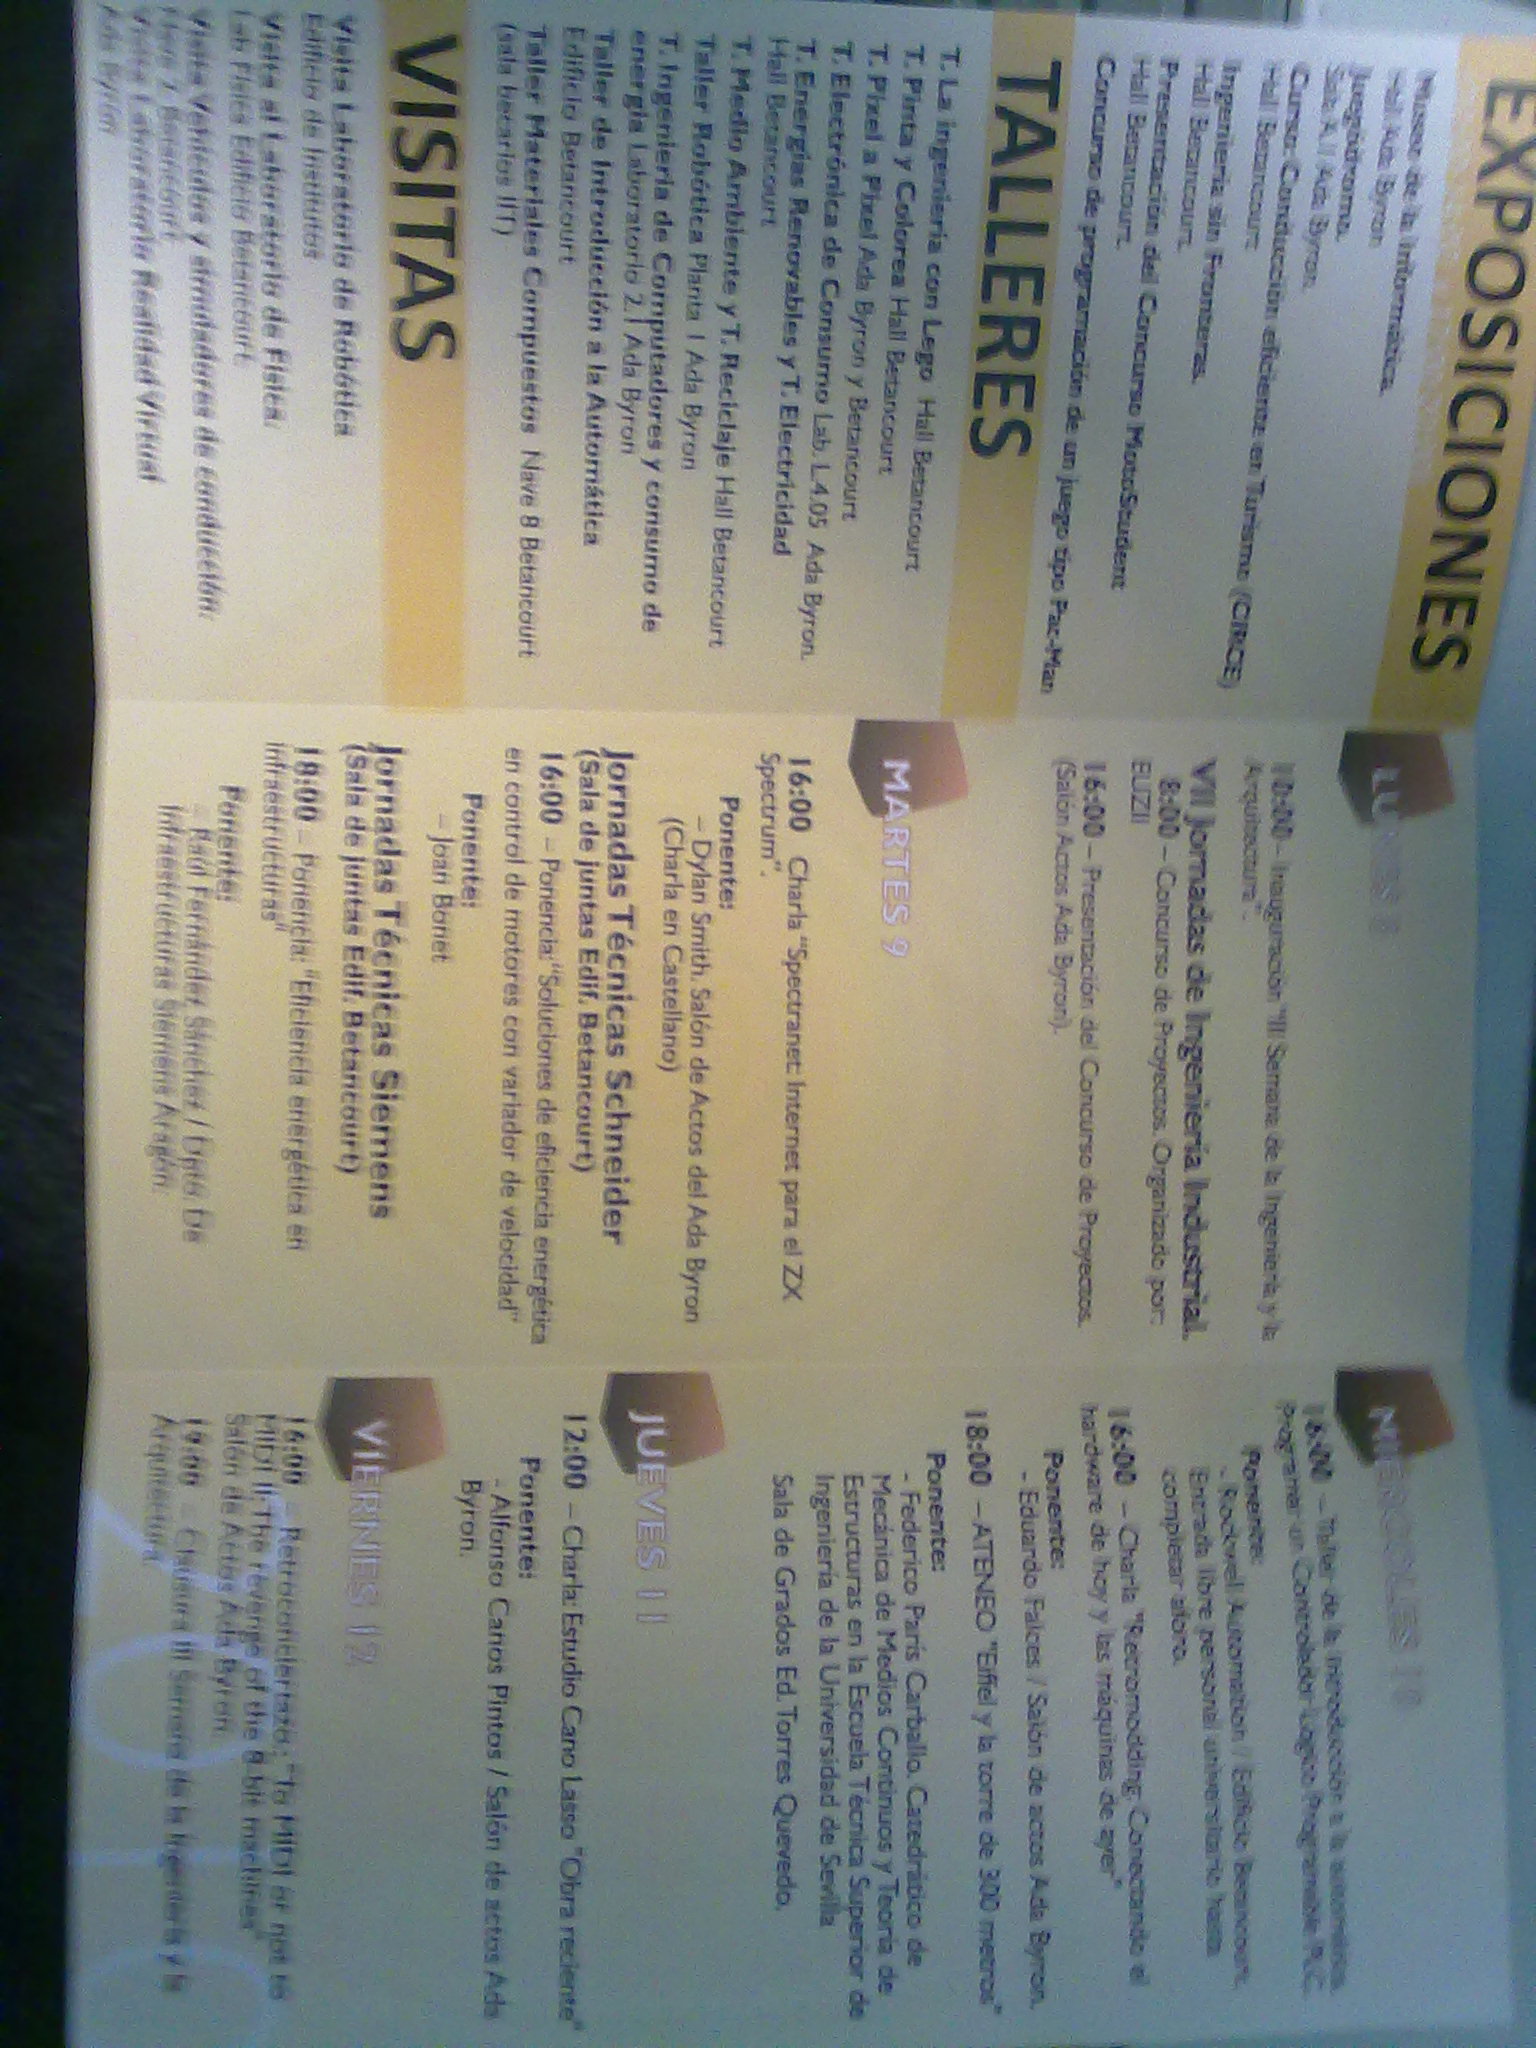 EXPOSICIONES
Museo de la Informática.
Hall Ada Byron
Juegódromo.
Ada Byron.
Curso Conducción eficiente en Turismo (CIRCE)
Hall Betancourt
Ingeniería sin Fronteras.
Hall Betancourt.
Presentación del Concurso MotoStudent
Hall Betancourt.
Concurso de programación de un juego tipo Pac-Man
TALLERES
T. La ingeniería con Lego Hall Betancourt
T. Pinta y Colorea Hall Betancourt
T. Pixel a Pixel Ada Byron y Betancourt
T. Electrónica de Consumo Lab. L4.05 Ada Byron.
T. Energías Renovables y T. Electricidad
Hall Betancourt
T. Medio Ambiente y T. Reciclaje Hall Betancourt
Taller Robótica Planta 1 Ada Byron
T. Ingeniería de Computadores y consumo de
energía Laboratorio 2.1 Ada Byron
Taller de Introducción a la Automática
Edificio Betancourt
Taller Materiales Compuestos Nave 8 Betancourt
(sala becarios IIT)
VISITAS
Visita Laboratorio de Robótica
Edificio de Institutos
Visita al Laboratorio de Física.
Lab Física Edificio Betancourt.
Visita Vehículos y simuladores de conducción.
Betancourt.
Visita Laboratorio Realidad Virtual
Ada Byron
LUNES 8
10:00 – Inauguración "III Semana de la Ingeniería y la
Arquitectura".
VII Jornadas de Ingeniería Industrial.
8:00 – Concurso de Proyectos. Organizado por:
EUZII
16:00 – Presentación del Concurso de Proyectos.
(Salón Actos Ada Byron).
MARTES 9
16:00 Charla "Spectranet: Internet para el ZX
Spectrum".
Ponente:
– Dylan Smith. Salón de Actos del Ada Byron
(Charla en Castellano)
Jornadas Técnicas Schneider
(Sala de juntas Edif. Betancourt)
16:00 – Ponencia: "Soluciones de eficiencia energética
en control de motores con variador de velocidad"
Ponente:
– Joan Bonet
Jornadas Técnicas Siemens
(Sala de juntas Edif. Betancourt)
18:00 – Ponencia: "Eficiencia energética en
infraestructuras"
Ponente:
– Raúl Fernández Sánchez / Dpto. De
Infraestructuras Siemens Aragón.
MIERCOLES 10
16:00 – Taller de la Introducción a la automática.
Programar un Controlador Lógico Programable PLC
Ponente:
- Rockwell Automation / Edificio Betancourt.
Entrada libre personal universitario hasta
completar aforo.
16:00 – Charla "Retromodding: Conectando el
hardware de hoy y las máquinas de ayer"
Ponente:
- Eduardo Falces / Salón de actos Ada Byron.
18:00 – ATENEO "Eiffel y la torre de 300 metros"
Ponente:
- Federico París Carballo. Catedrático de
Mecánica de Medios Continuos y Teoría de
Estructuras en la Escuela Técnica Superior de
Ingeniería de la Universidad de Sevilla
Sala de Grados Ed. Torres Quevedo.
JUEVES 11
12:00 – Charla: Estudio Cano Lasso "Obra reciente"
Ponente:
- Alfonso Canos Pintos / Salón de actos Ada
Byron.
VIERNES 12
16:00 – Retroconciertazo: "To MIDI or not to
MIDI II: The revenge of the 8 bit machines"
Salón de Actos Ada Byron.
19:00 – Clausura III Semana de la Ingeniería y la
Arquitectura